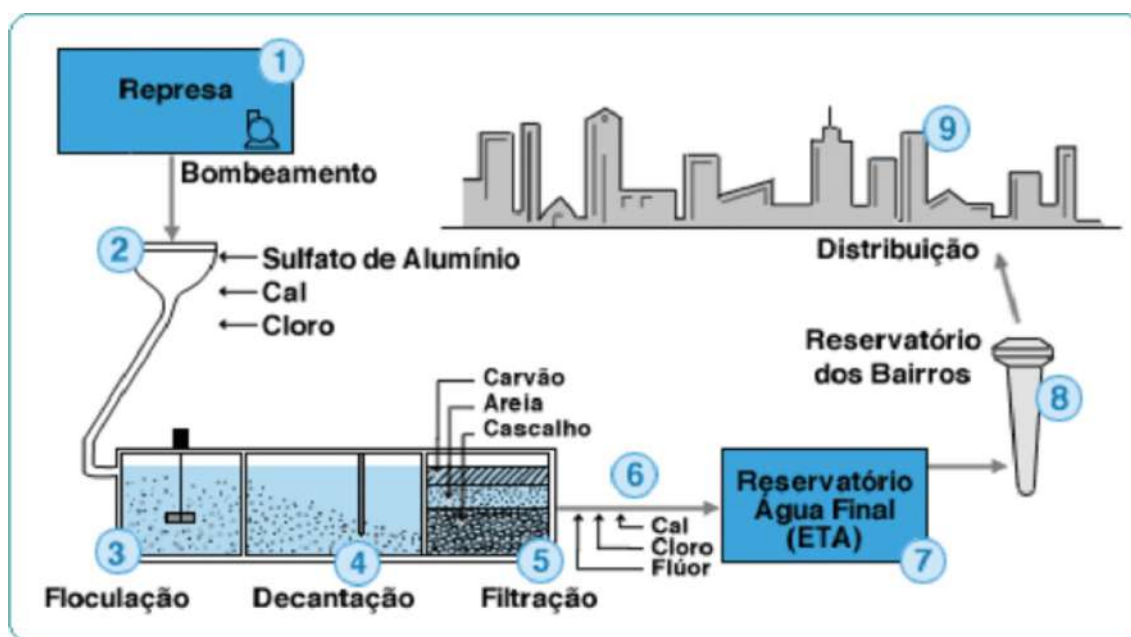 1
Represa
Bombeamento
2
Sulfato de Alumínio
Cal
Cloro
3
Floculação
4
Decantação
Carvão
Areia
Cascalho
5
Filtração
6
Cal
Cloro
Flúor
Reservatório
Água Final
(ETA)
7
Reservatório
dos Bairros
8
9
Distribuição